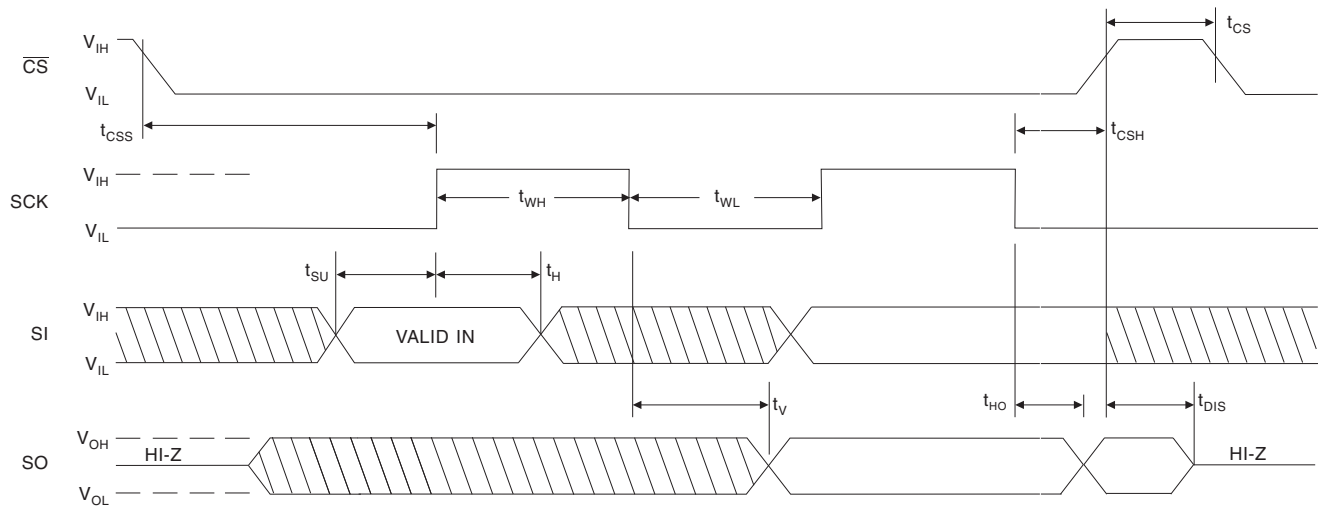 t_CS
V_IH
C̅S̅
V_IL
t_CSS
t_CSH
V_IH
SCK
t_WH
t_WL
V_IL
t_SU
t_H
V_IH
SI
VALID IN
V_IL
t_V
t_HO
t_DIS
V_OH
SO
HI-Z
HI-Z
V_OL